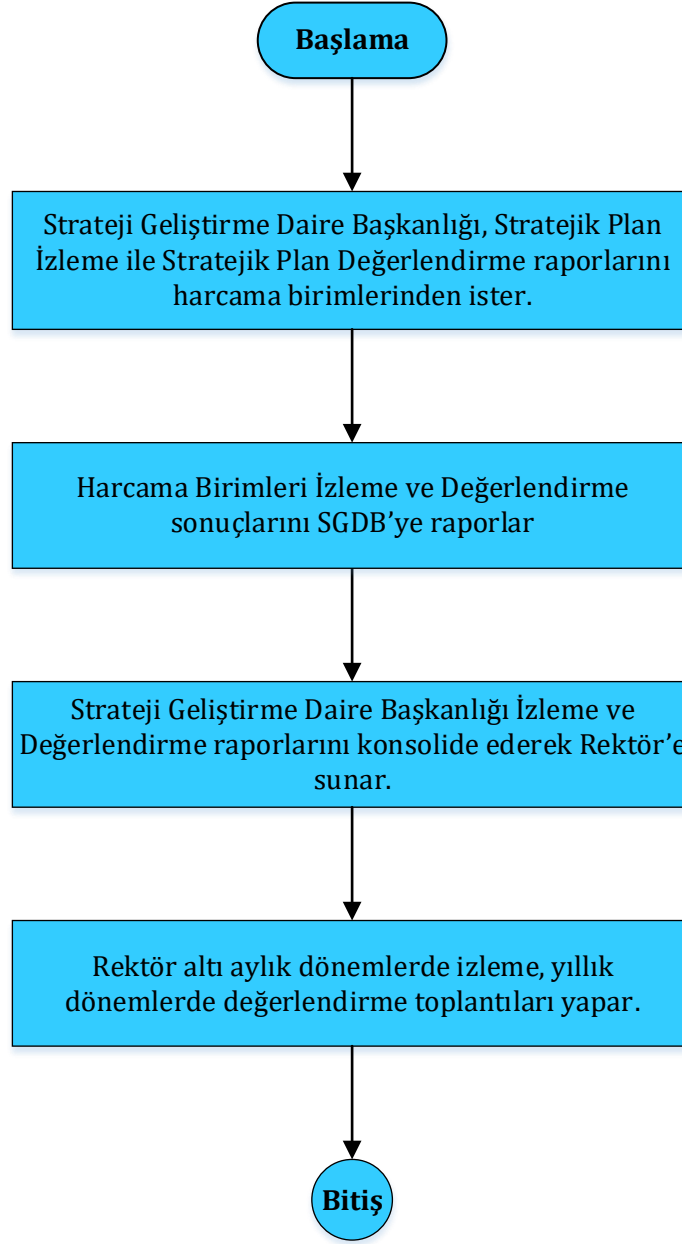 Başlama
Strateji Geliştirme Daire Başkanlığı, Stratejik Plan
İzleme ile Stratejik Plan Değerlendirme raporlarını
harcama birimlerinden ister.
Harcama Birimleri İzleme ve Değerlendirme
sonuçlarını SGDB’ye raporlar
Strateji Geliştirme Daire Başkanlığı İzleme ve
Değerlendirme raporlarını konsolide ederek Rektör’e
sunar.
Rektör altı aylık dönemlerde izleme, yıllık
dönemlerde değerlendirme toplantıları yapar.
Bitiş